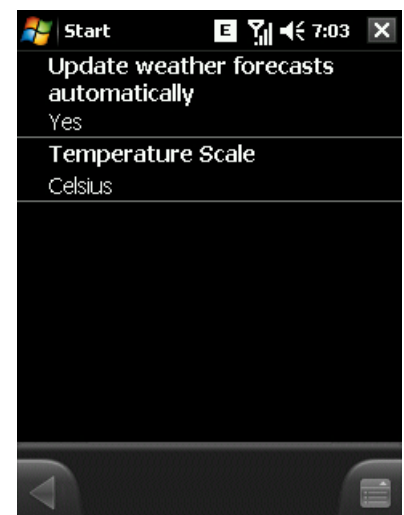 Start E 7:03
Update weather forecasts
automatically
Yes
Temperature Scale
Celsius